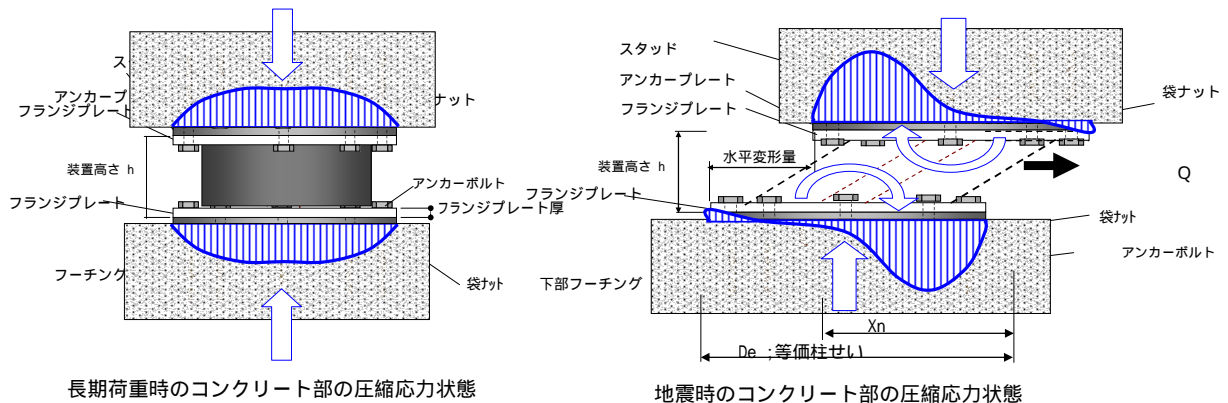 ス
アンカープ
フランジプレート
ナット
装置高さ h
アンカーボルト
フランジプレート
フランジプレート厚
フーチング
袋ナット
長期荷重時のコンクリート部の圧縮応力状態
スタッド
アンカープレート
フランジプレート
袋ナット
装置高さ h
水平変形量
Q
フランジプレート
袋ナット
アンカーボルト
下部フーチング
Xn
De ;等価柱せい
地震時のコンクリート部の圧縮応力状態